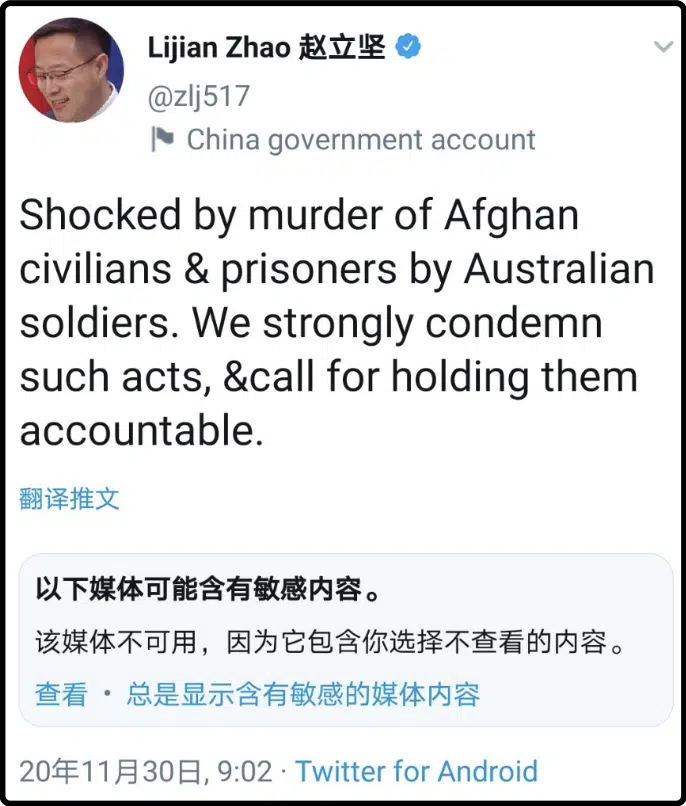 Lijian Zhao 赵立坚
@zlj517
China government account
Shocked by murder of Afghan
civilians & prisoners by Australian
soldiers. We strongly condemn
such acts, &call for holding them
accountable.
翻译推文
以下媒体可能含有敏感内容。
该媒体不可用，因为它包含你选择不查看的内容。
查看 · 总是显示含有敏感的媒体内容
20年11月30日, 9:02 · Twitter for Android